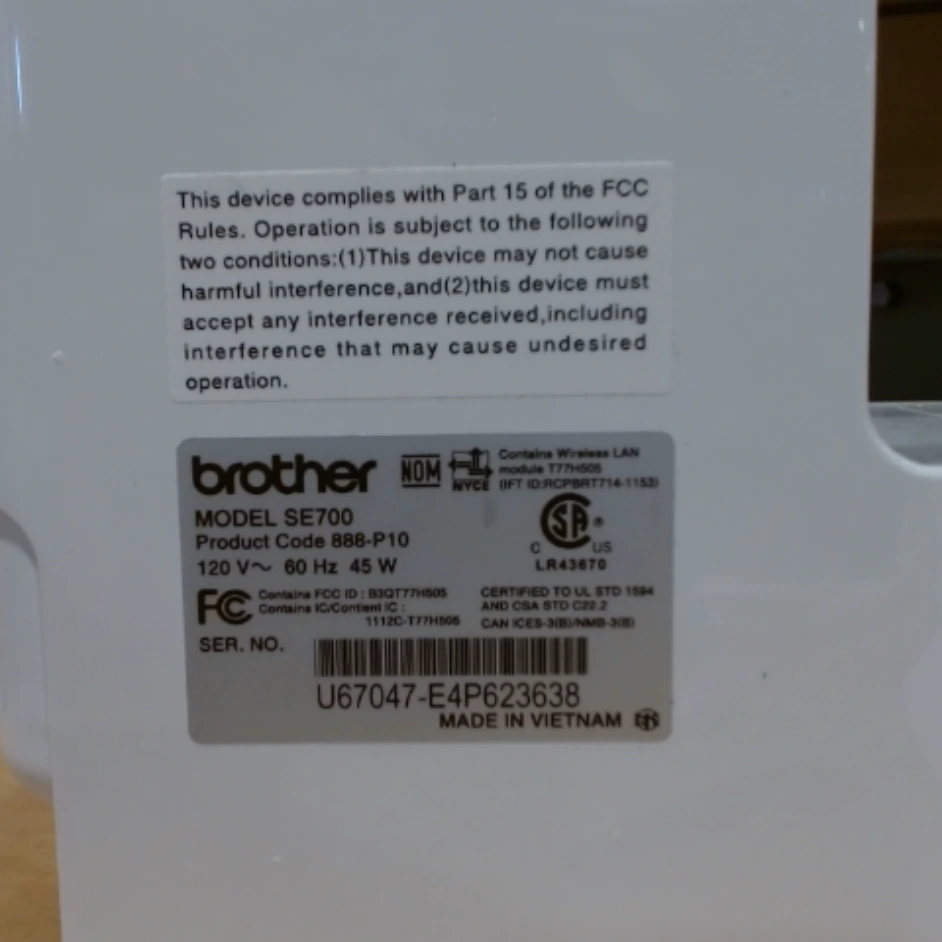 This device complies with Part 15 of the FCC
Rules. Operation is subject to the following
two conditions:(1)This device may not cause
harmful interference,and(2)this device must
accept any interference received,including
interference that may cause undesired
operation.
brother
NOM
NYCE
Contains Wireless LAN
module T77H505
(IFT ID:RCPBRT714-1153)
MODEL SE700
Product Code 888-P10
120 V~ 60 Hz 45 W
SA ®
C US
LR43670
FC Contains FCC ID : B3QT77H505
Contains IC/Contient IC :
1112C-T77H505
CERTIFIED TO UL STD 1594
AND CSA STD C22.2
CAN ICES-3(B)/NMB-3(B)
SER. NO.
U67047-E4P623638
MADE IN VIETNAM